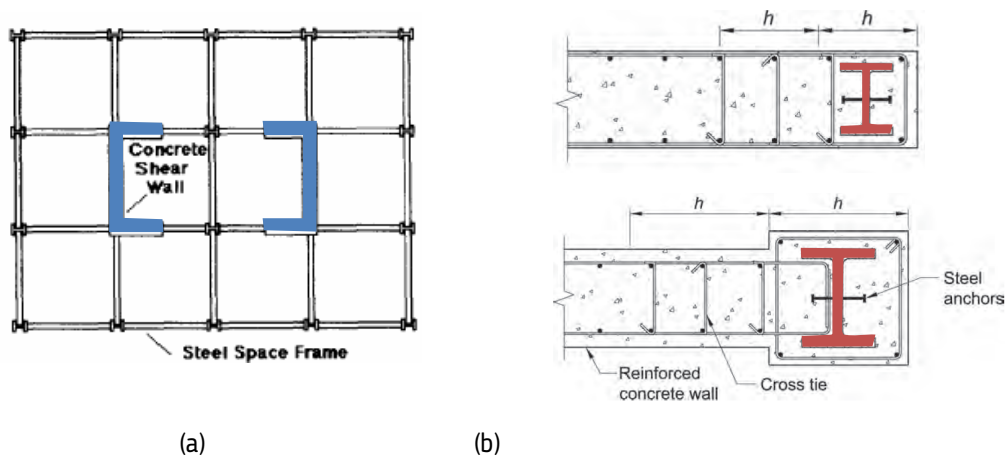 Concrete
Shear
Wall
Steel Space Frame
(a)
h
h
h
h
Steel
anchors
Reinforced
concrete wall
Cross tie
(b)